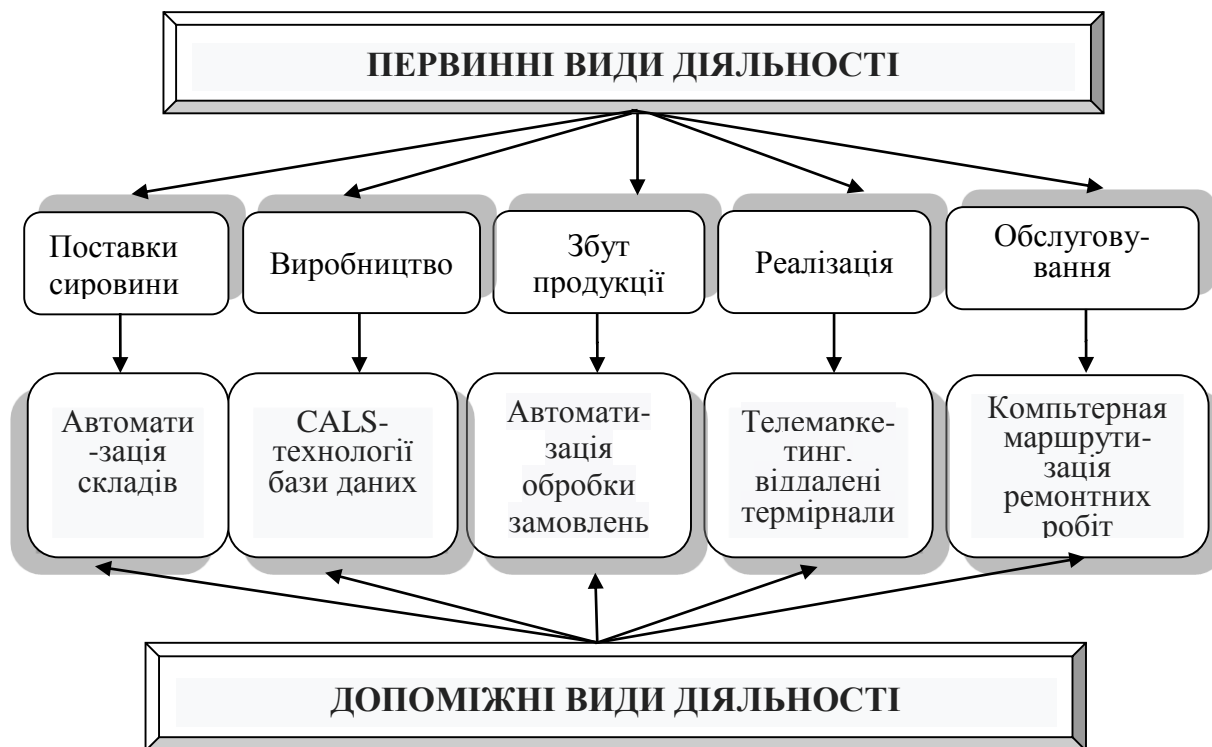 ПЕРВИННІ ВИДИ ДІЯЛЬНОСТІ
Поставки
сировини
Виробництво
Збут
продукції
Реалізація
Обслугову-
вання
Автомати
-зація
складів
CALS-
технології
бази даних
Автомати-
зація
обробки
замовлень
Телемарке-
тинг,
віддалені
термірнали
Компьтерная
маршрути-
зація
ремонтних
робіт
ДОПОМІЖНІ ВИДИ ДІЯЛЬНОСТІ